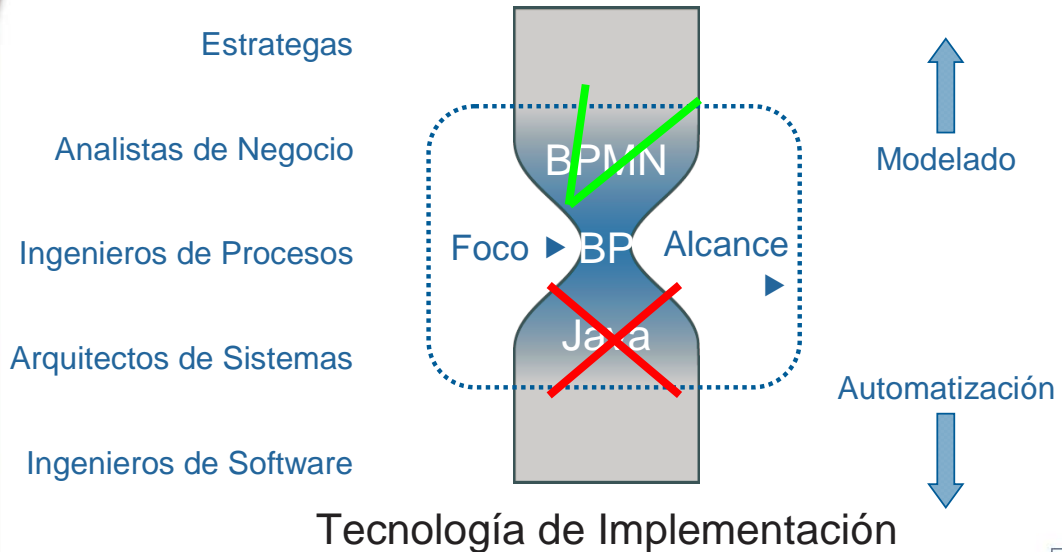 Estrategas
Analistas de Negocio
BPMN
Modelado
Ingenieros de Procesos
Foco
BP
Alcance
Arquitectos de Sistemas
Java
Automatización
Ingenieros de Software
Tecnología de Implementación